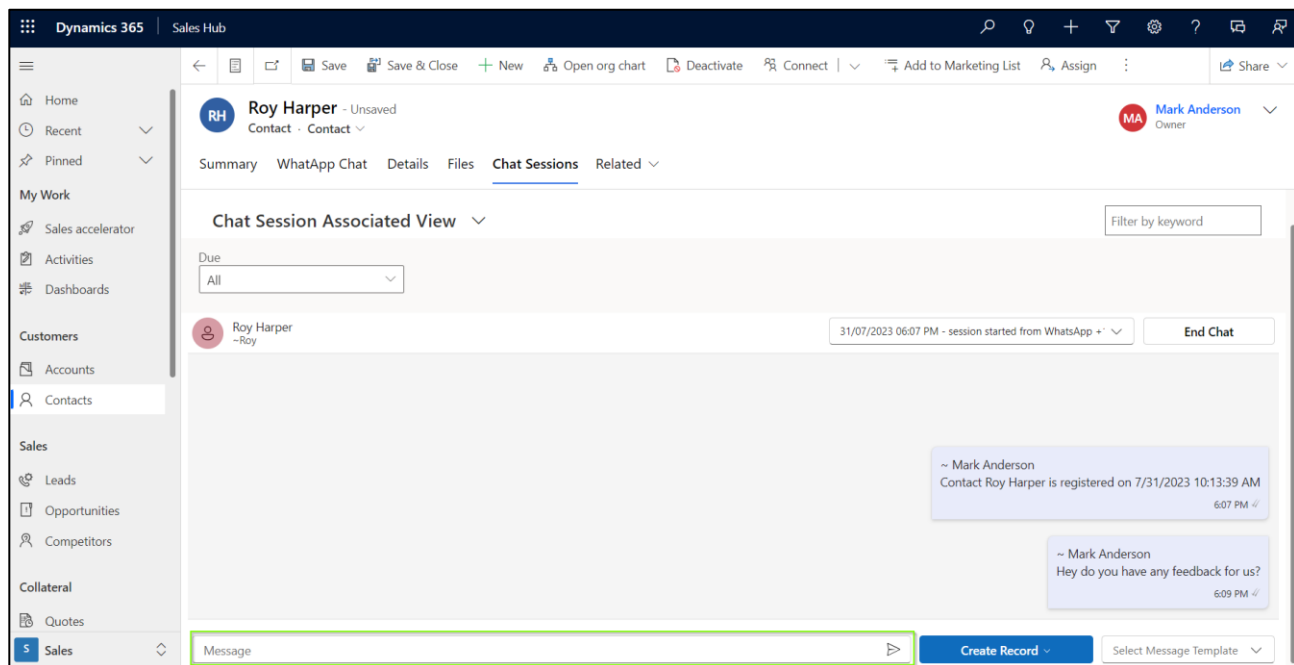 Dynamics 365 Sales Hub
Save Save & Close New Open org chart Deactivate Connect Add to Marketing List Assign Share
Home
Recent
Pinned
My Work
Sales accelerator
Activities
Dashboards
Customers
Accounts
Contacts
Sales
Leads
Opportunities
Competitors
Collateral
Quotes
S Sales
RH Roy Harper - Unsaved
Contact · Contact
MA Mark Anderson
Owner
Summary WhatApp Chat Details Files Chat Sessions Related
Chat Session Associated View
Filter by keyword
Due
All
Roy Harper
~Roy
31/07/2023 06:07 PM - session started from WhatsApp +
End Chat
~ Mark Anderson
Contact Roy Harper is registered on 7/31/2023 10:13:39 AM
6:07 PM
~ Mark Anderson
Hey do you have any feedback for us?
6:09 PM
Message
Create Record
Select Message Template